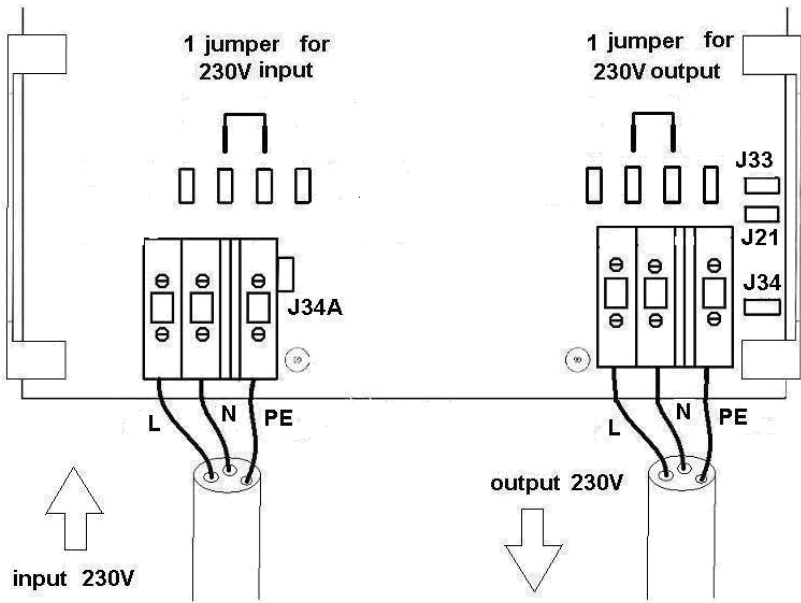 1 jumper for
230V input
1 jumper for
230V output
J33
J21
J34
J34A
L
N
PE
L
N
PE
input 230V
output 230V